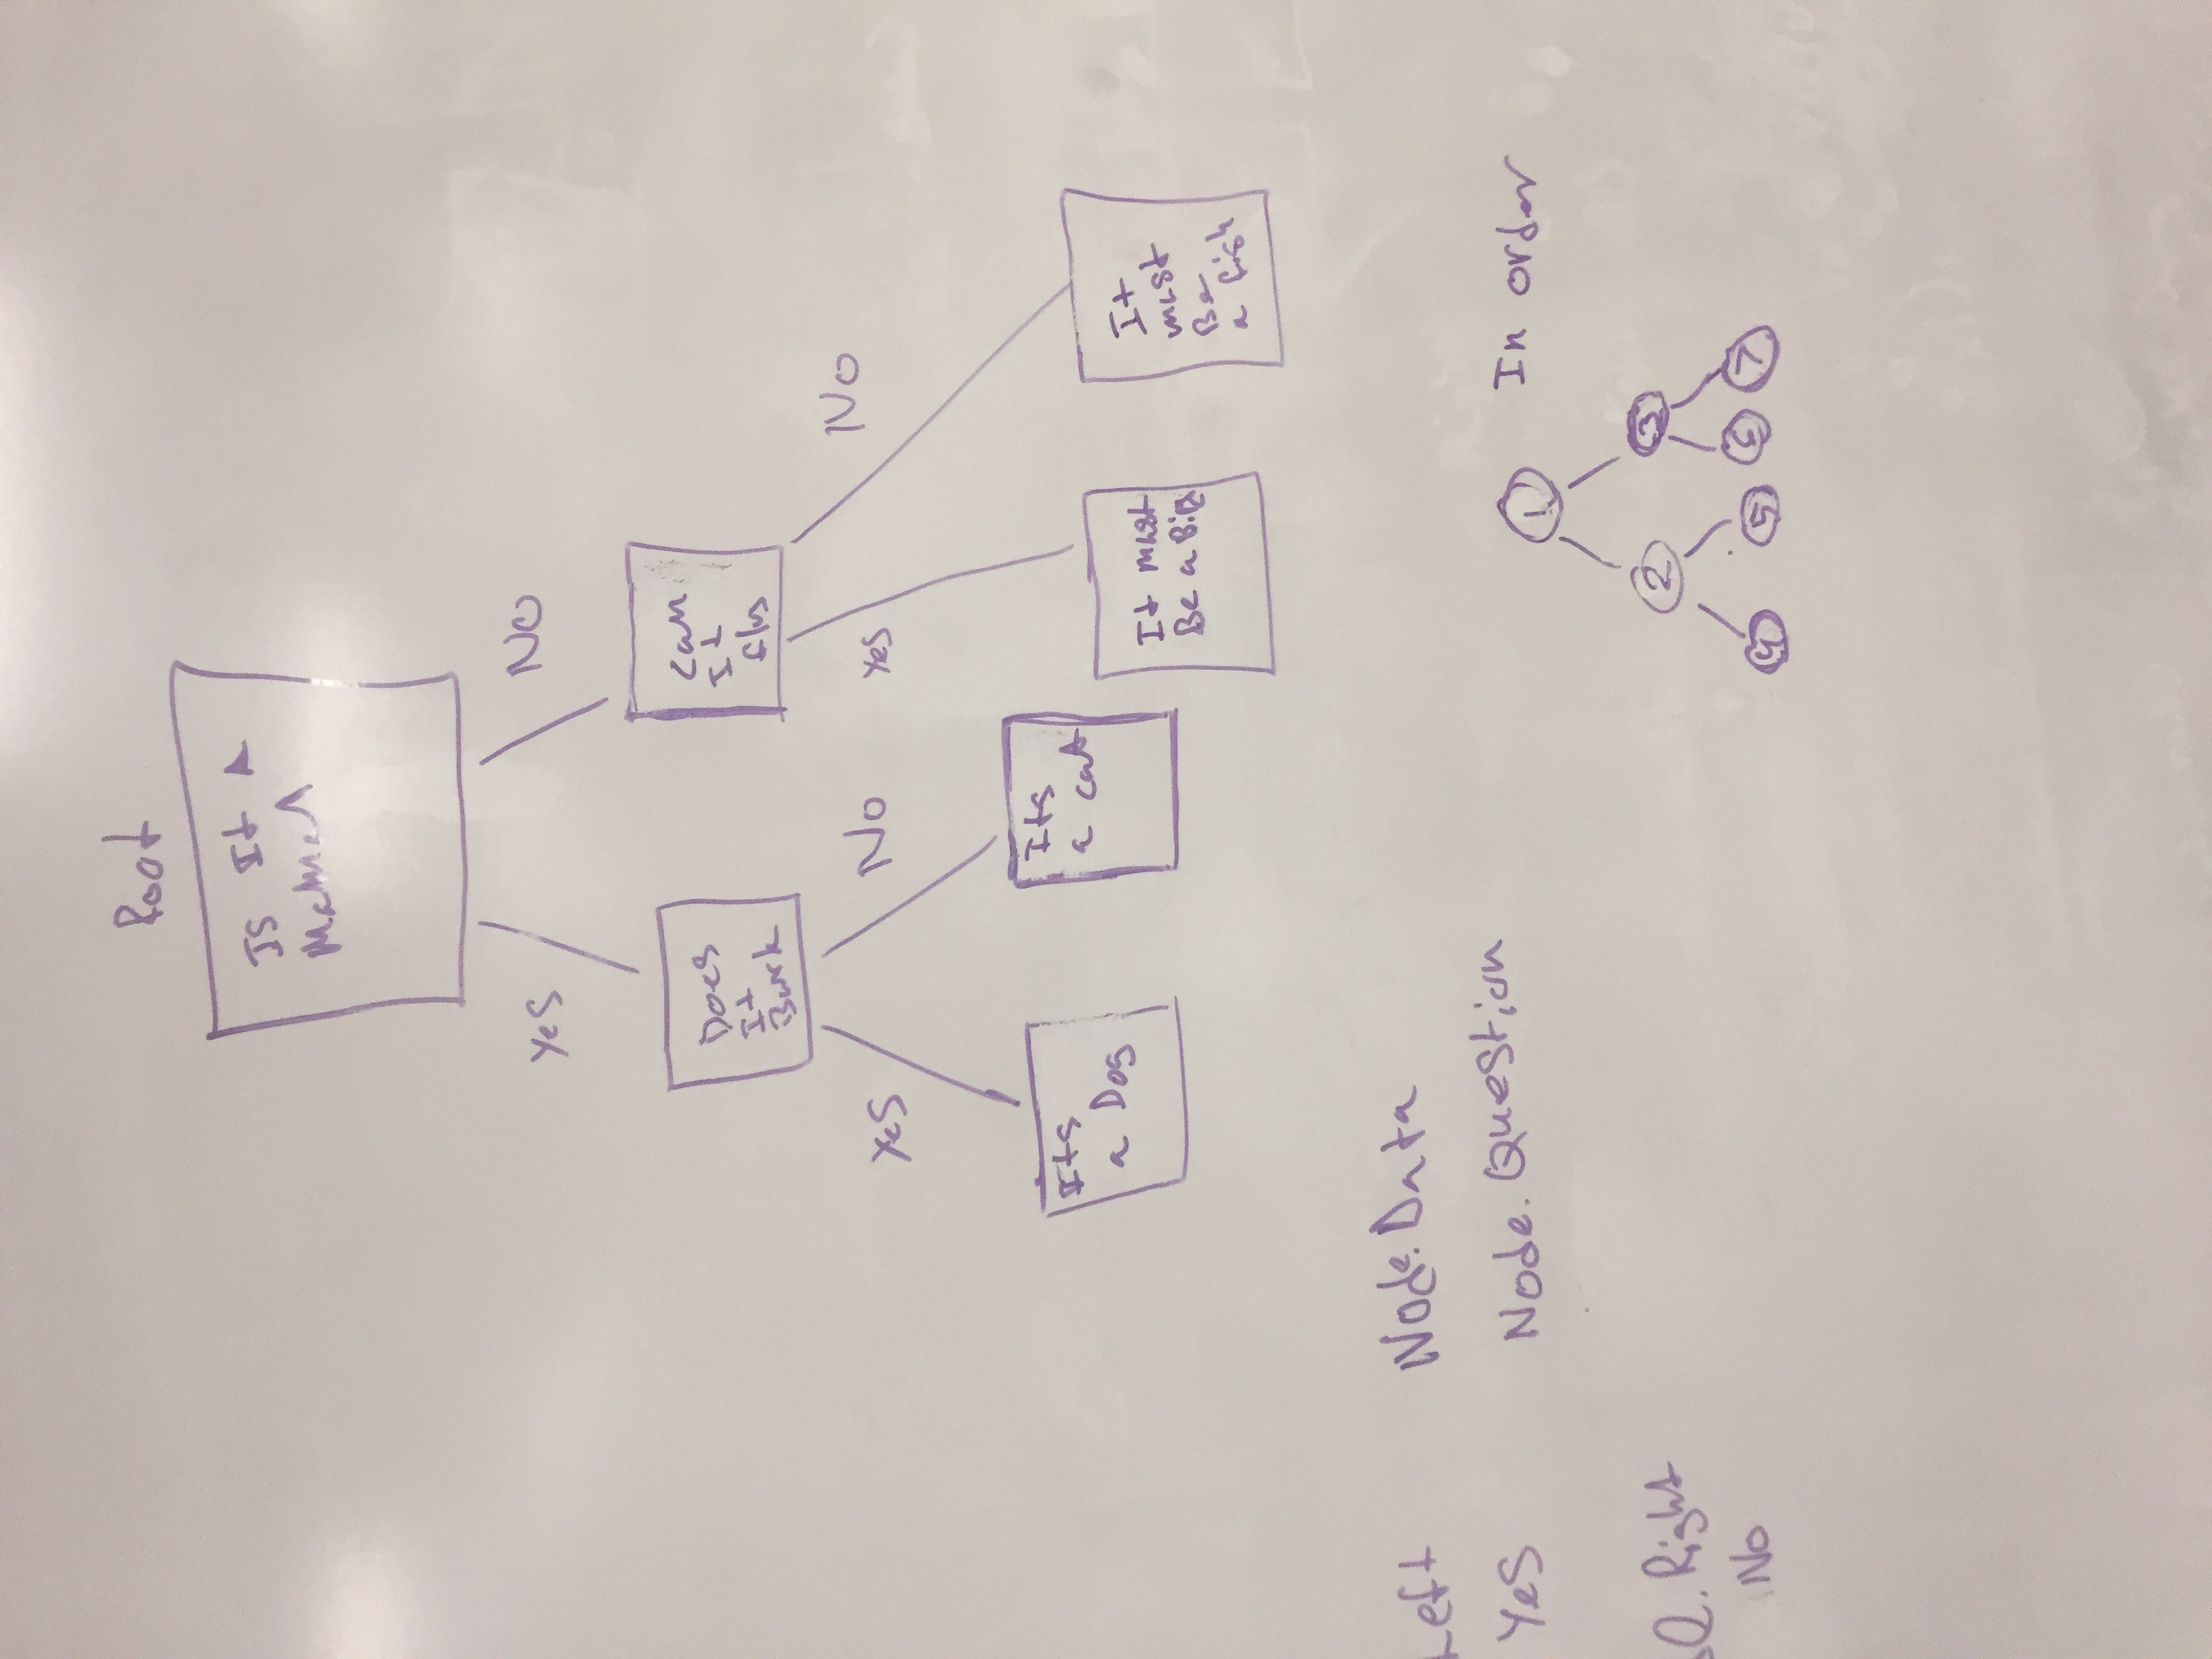 Root
Is It A
Mamal
Yes
NO
Does
It
Bark
Can
It
fly
Yes
No
Yes
No
Its
a Dog
Its
a cat
It must
Be a Bird
It
must
Be
a fish
Left
Node.Data
Yes
Node.Question
In order
1
2
3
4
5
6
7
.Right
No